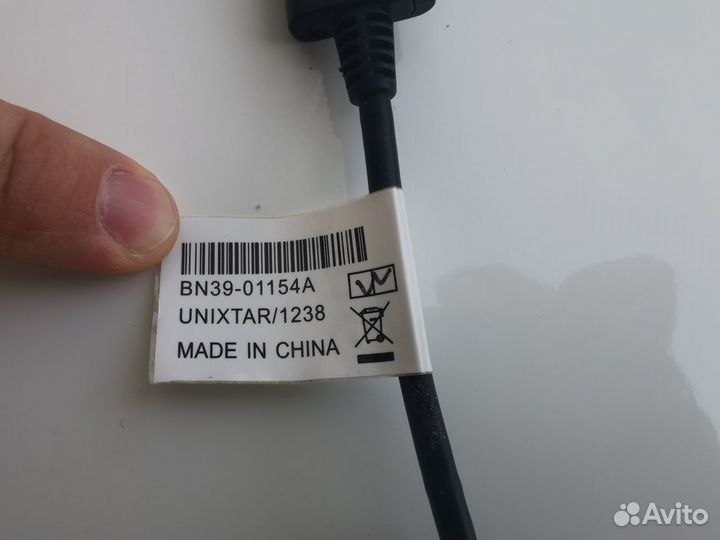 BN39-01154A
UNIXTAR/1238
MADE IN CHINA
Avito